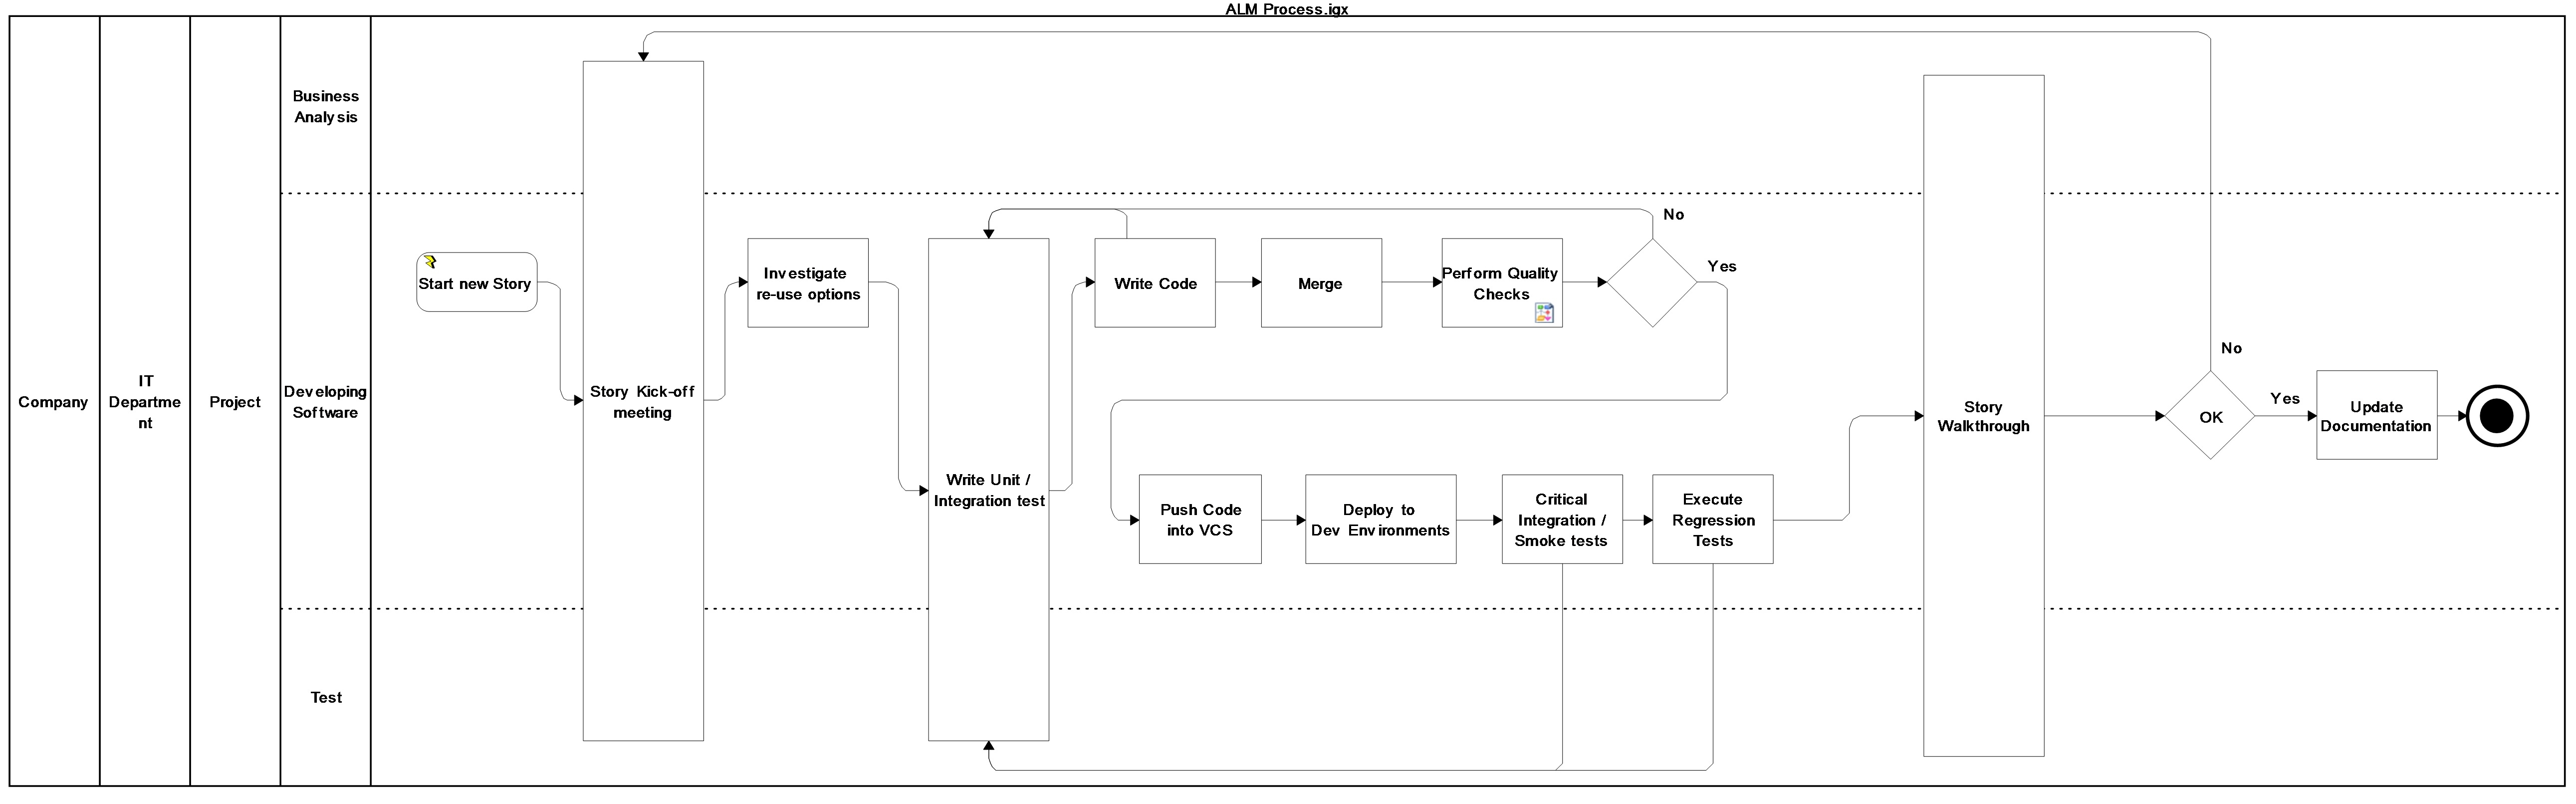 ALM Process.igx
Company
IT
Departme
nt
Project
Business
Analysis
Developing
Software
Test
Start new Story
Story Kick-off
meeting
Investigate
re-use options
Write Unit /
Integration test
Write Code
Merge
Perform Quality
Checks
No
Yes
Push Code
into VCS
Deploy to
Dev Environments
Critical
Integration /
Smoke tests
Execute
Regression
Tests
Story
Walkthrough
OK
No
Yes
Update
Documentation